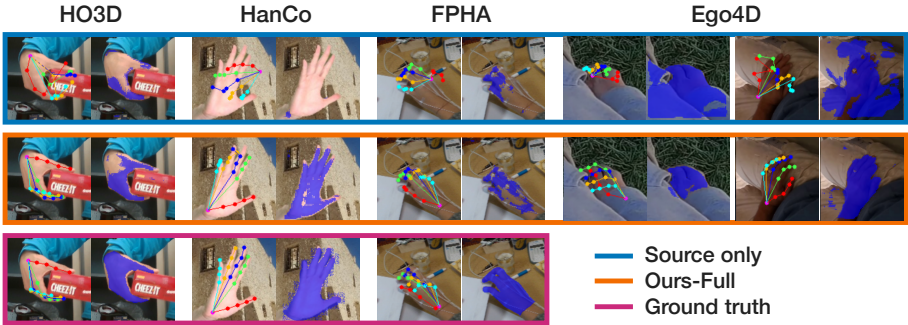 HO3D HanCo FPHA Ego4D
CHEEZ IT
CHEEZ IT
CHEEZ IT
CHEEZ IT
CHEEZ IT
CHEEZ IT
Source only
Ours-Full
Ground truth